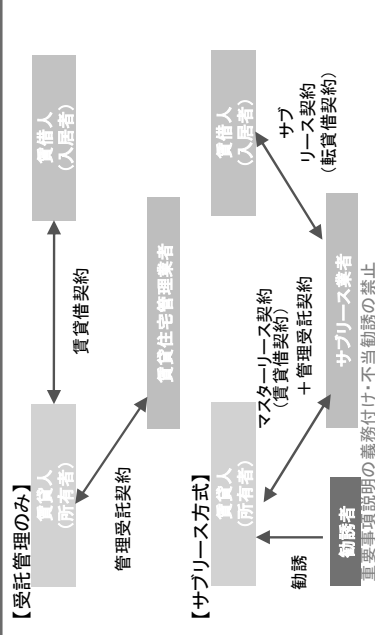 【受託管理のみ】
賃貸人
（所有者）
賃貸借契約
賃借人
（入居者）
管理受託契約
賃貸住宅管理業者
【サブリース方式】
賃貸人
（所有者）
マスターリース契約
（賃貸借契約）
＋管理受託契約
サブ
リース契約
（転貸借契約）
賃借人
（入居者）
勧誘
勧誘者
サブリース業者
重要事項説明の義務付け・不当勧誘の禁止